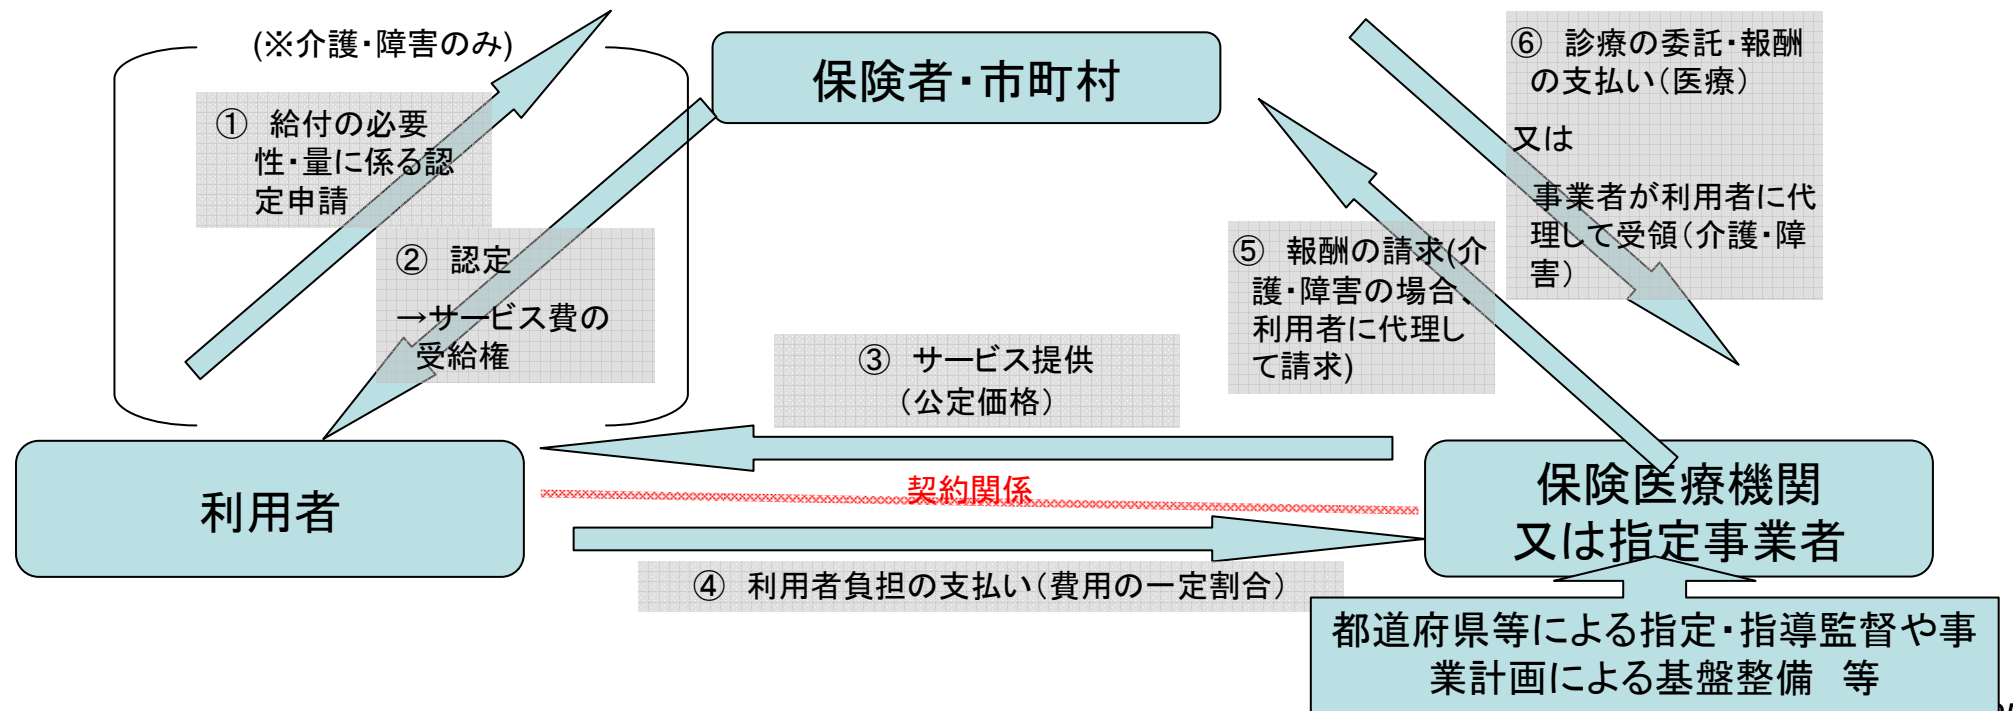 (※介護・障害のみ)
保険者・市町村
① 給付の必要
性・量に係る認
定申請
② 認定
→サービス費の
受給権
③ サービス提供
（公定価格）
⑤ 報酬の請求(介
護・障害の場合、
利用者に代理し
て請求)
⑥ 診療の委託・報酬
の支払い（医療）
又は
事業者が利用者に代
理して受領（介護・障
害）
利用者
契約関係
保険医療機関
又は指定事業者
④ 利用者負担の支払い（費用の一定割合）
都道府県等による指定・指導監督や事
業計画による基盤整備　等